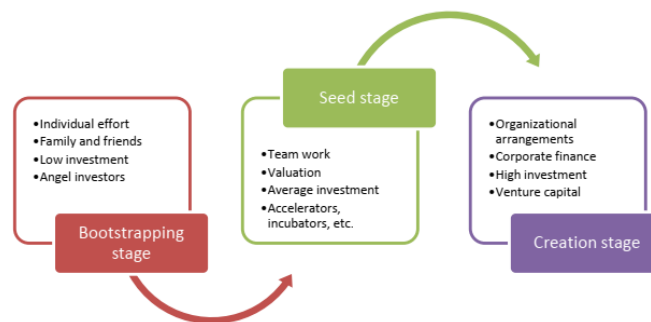 •Individual effort
•Family and friends
•Low investment
•Angel investors
Bootstrapping
stage
Seed stage
•Team work
•Valuation
•Average investment
•Accelerators,
incubators, etc.
•Organizational
arrangements
•Corporate finance
•High investment
•Venture capital
Creation stage